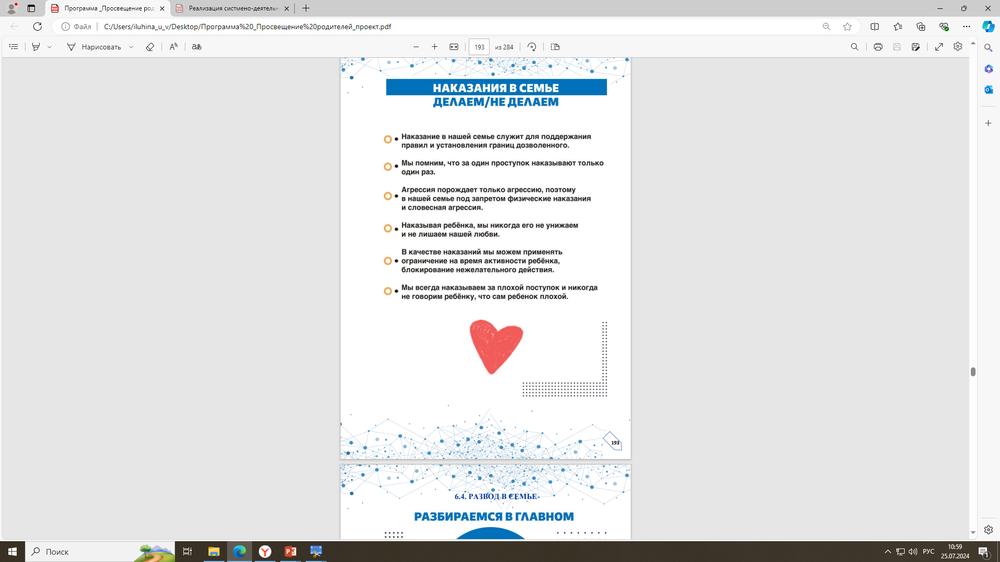 Программа _Просвещение род
Реализация систмено-деятельн
Файл
C:/Users/iluhina_u_v/Desktop/Программа%20_Просвещение%20родителей_проект.pdf
Нарисовать
аあ
193
из 284
НАКАЗАНИЯ В СЕМЬЕ
ДЕЛАЕМ/НЕ ДЕЛАЕМ
• Наказание в нашей семье служит для поддержания
правил и установления границ дозволенного.
• Мы помним, что за один проступок наказывают только
один раз.
• Агрессия порождает только агрессию, поэтому
в нашей семье под запретом физические наказания
и словесная агрессия.
• Наказывая ребёнка, мы никогда его не унижаем
и не лишаем нашей любви.
• В качестве наказаний мы можем применять
ограничение на время активности ребёнка,
блокирование нежелательного действия.
• Мы всегда наказываем за плохой поступок и никогда
не говорим ребёнку, что сам ребенок плохой.
193
6.4. РАЗВОД В СЕМЬЕ
РАЗБИРАЕМСЯ В ГЛАВНОМ
Поиск
РУС
10:59
25.07.2024
1